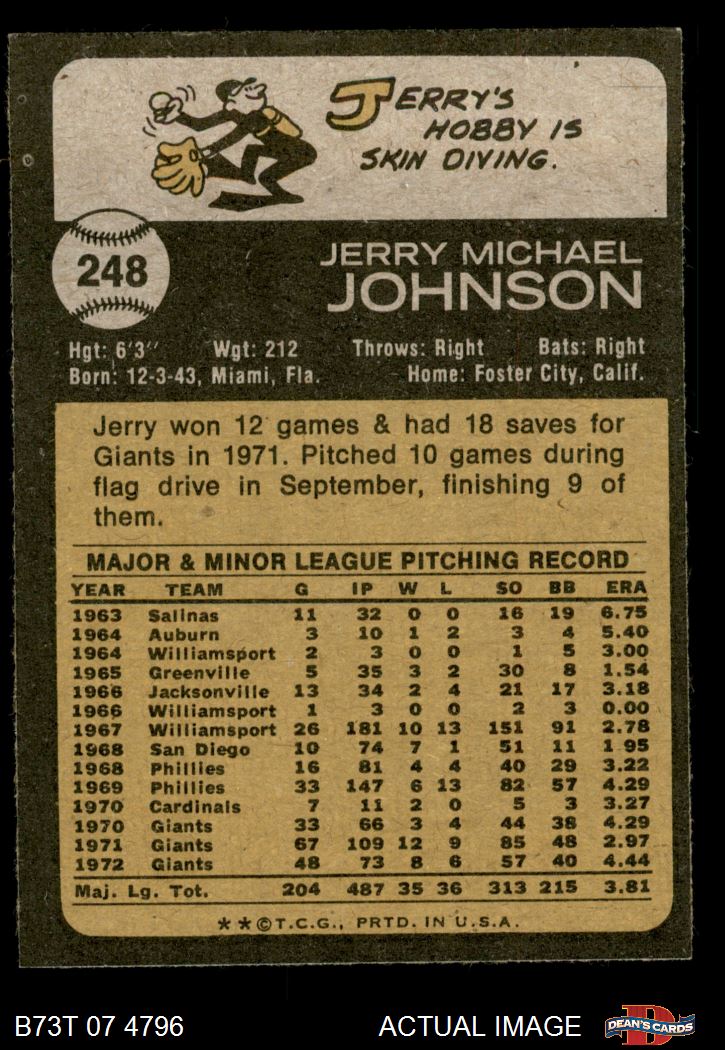 JERRY'S
HOBBY IS
SKIN DIVING.
248
JERRY MICHAEL
JOHNSON
Hgt: 6'3" Wgt: 212 Throws: Right Bats: Right
Born: 12-3-43, Miami, Fla. Home: Foster City, Calif.
Jerry won 12 games & had 18 saves for
Giants in 1971. Pitched 10 games during
flag drive in September, finishing 9 of
them.
MAJOR & MINOR LEAGUE PITCHING RECORD
YEAR TEAM G IP W L SO BB ERA
1963 Salinas 11 32 0 0 16 19 6.75
1964 Auburn 3 10 1 2 3 4 5.40
1964 Williamsport 2 3 0 0 1 5 3.00
1965 Greenville 5 35 3 2 30 8 1.54
1966 Jacksonville 13 34 2 4 21 17 3.18
1966 Williamsport 1 3 0 0 2 3 0.00
1967 Williamsport 26 181 10 13 151 91 2.78
1968 San Diego 10 74 7 1 51 11 1.95
1968 Phillies 16 81 4 4 40 29 3.22
1969 Phillies 33 147 6 13 82 57 4.29
1970 Cardinals 7 11 2 0 5 3 3.27
1970 Giants 33 66 3 4 44 38 4.29
1971 Giants 67 109 12 9 85 48 2.97
1972 Giants 48 73 8 6 57 40 4.44
Maj. Lg. Tot. 204 487 35 36 313 215 3.81
**©T.C.G., PRTD. IN U.S.A.
B73T 07 4796 ACTUAL IMAGE
DEAN'S CARDS